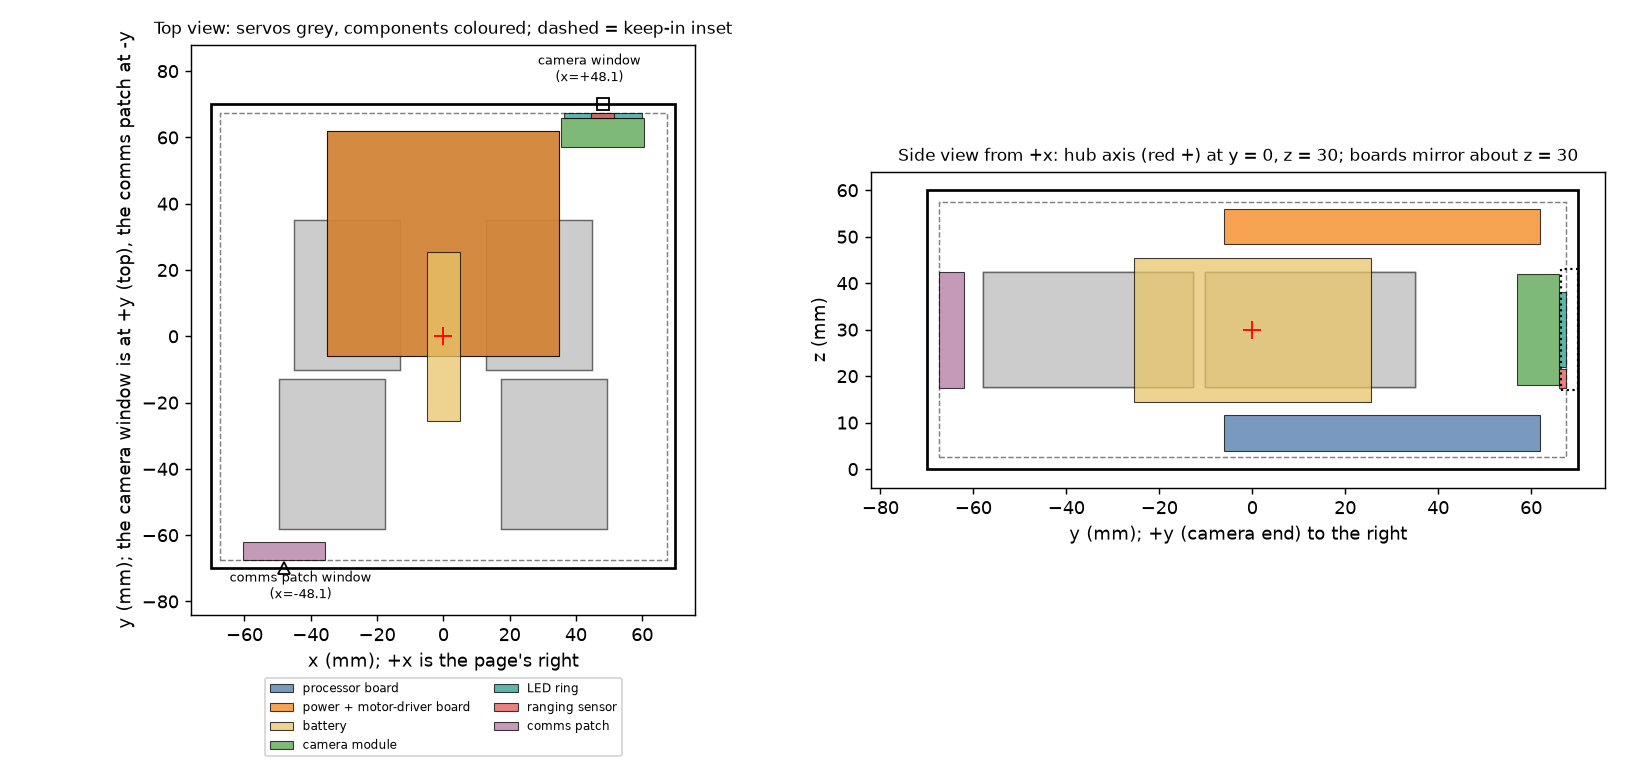 Top view: servos grey, components coloured; dashed = keep-in inset
camera window
(x=+48.1)
y (mm); the camera window is at +y (top), the comms patch at -y
80
60
40
20
0
−20
−40
−60
−80
comms patch window
(x=-48.1)
−60 −40 −20 0 20 40 60
x (mm); +x is the page's right
processor board
power + motor-driver board
battery
camera module
LED ring
ranging sensor
comms patch
Side view from +x: hub axis (red +) at y = 0, z = 30; boards mirror about z = 30
z (mm)
60
50
40
30
20
10
0
−80 −60 −40 −20 0 20 40 60
y (mm); +y (camera end) to the right